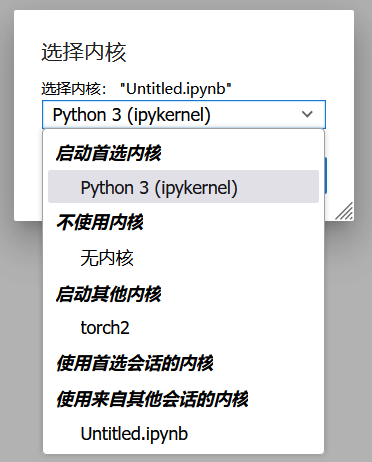 选择内核
选择内核： "Untitled.ipynb"
Python 3 (ipykernel)
启动首选内核
Python 3 (ipykernel)
不使用内核
无内核
启动其他内核
torch2
使用首选会话的内核
使用来自其他会话的内核
Untitled.ipynb